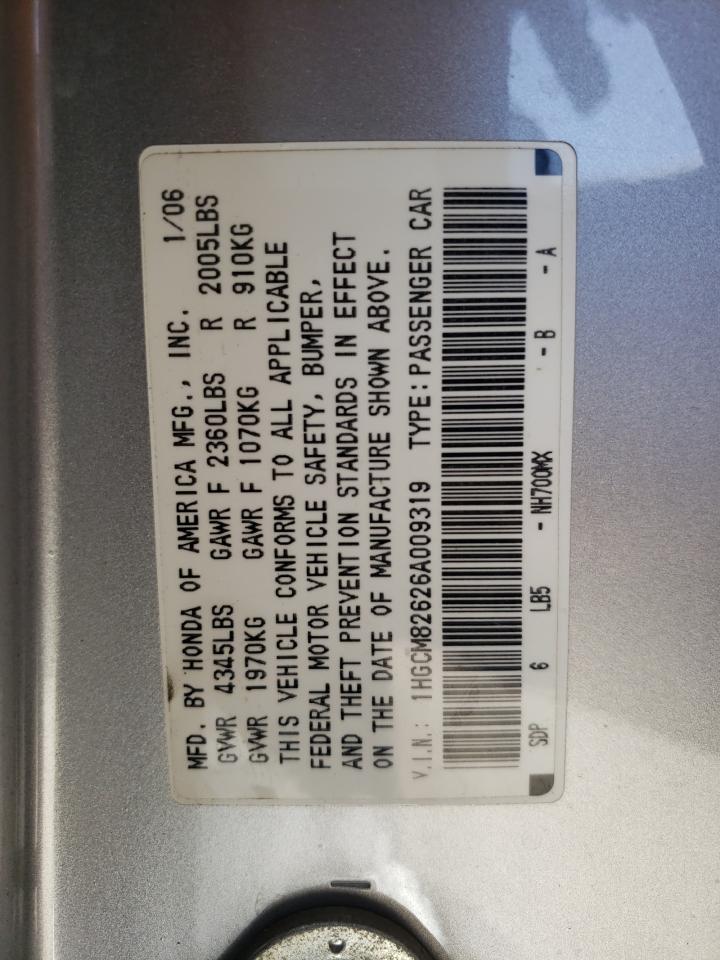 MFD. BY HONDA OF AMERICA MFG., INC. 1/06
GVWR 4345LBS GAWR F 2360LBS R 2005LBS
GVWR 1970KG GAWR F 1070KG R 910KG
THIS VEHICLE CONFORMS TO ALL APPLICABLE
FEDERAL MOTOR VEHICLE SAFETY, BUMPER,
AND THEFT PREVENTION STANDARDS IN EFFECT
ON THE DATE OF MANUFACTURE SHOWN ABOVE.
V.I.N.: 1HGCM82626A009319 TYPE:PASSENGER CAR
SDP 6 LB5 - NH700MX - B - A